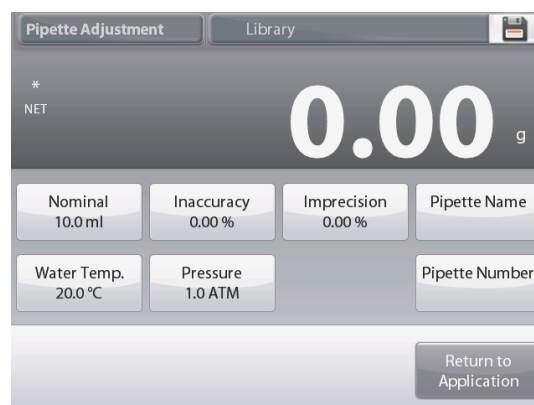 Pipette Adjustment Library
*
NET
0.00 g
Nominal Inaccuracy Imprecision Pipette Name
10.0 ml 0.00 % 0.00 %
Water Temp. Pressure Pipette Number
20.0 °C 1.0 ATM
Return to
Application